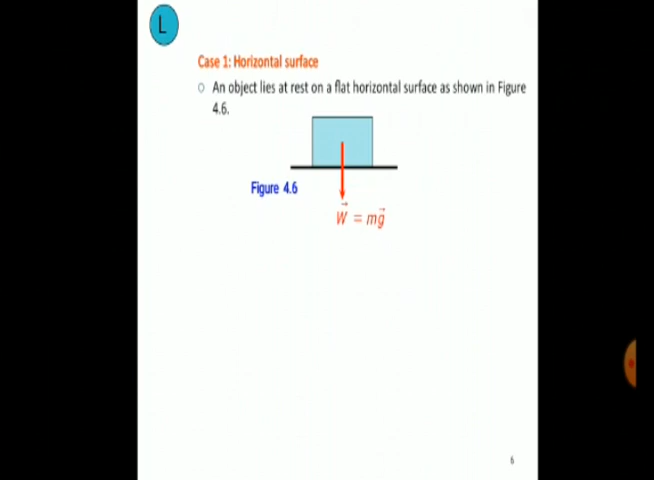 L
Case 1: Horizontal surface
o An object lies at rest on a flat horizontal surface as shown in Figure
4.6.
Figure 4.6
W⃗ = mg⃗
6